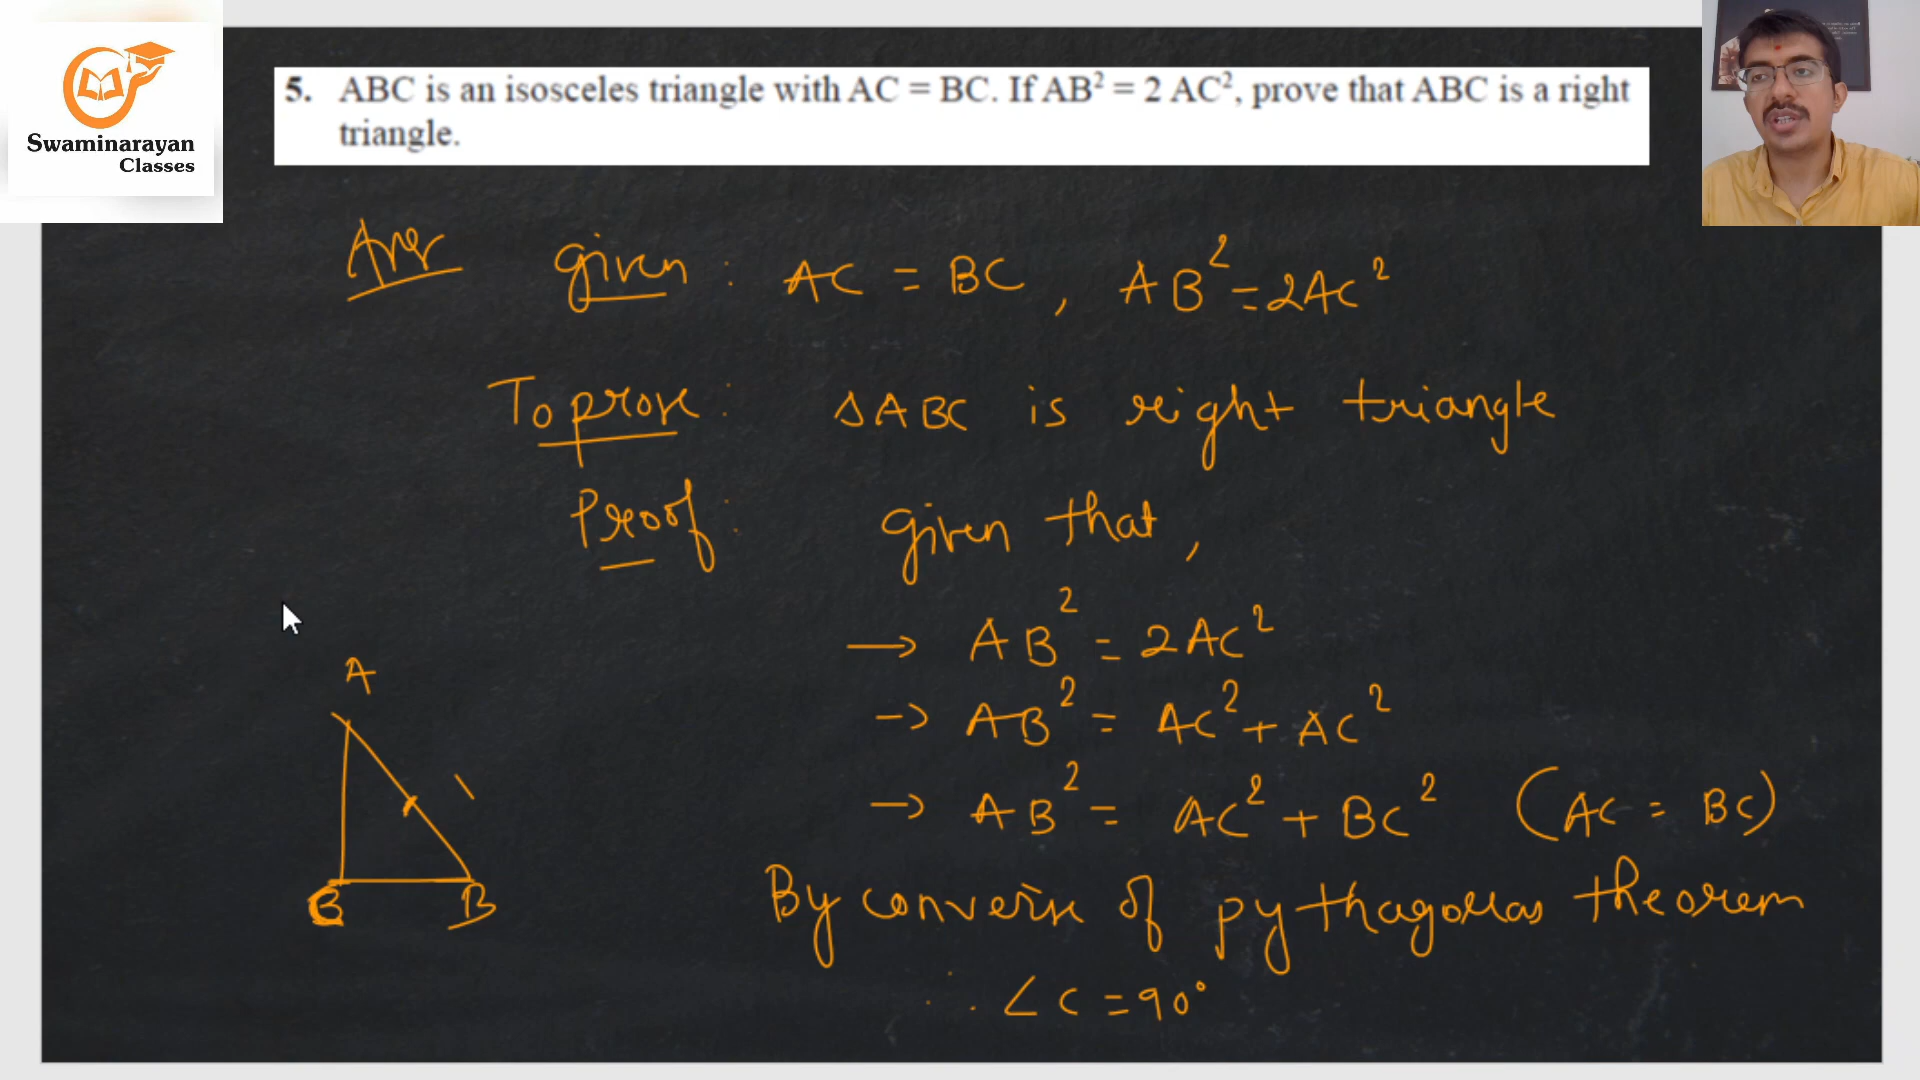 Swaminarayan
Classes
5. ABC is an isosceles triangle with AC = BC. If AB² = 2 AC², prove that ABC is a right
triangle.
Ans given : AC = BC , AB² = 2AC²
To prove : △ABC is right triangle
Proof : given that ,
→ AB² = 2AC²
→ AB² = AC² + AC²
→ AB² = AC² + BC² (AC = BC)
By converse of pythagoras theorem
∴ ∠C = 90°
A
C B